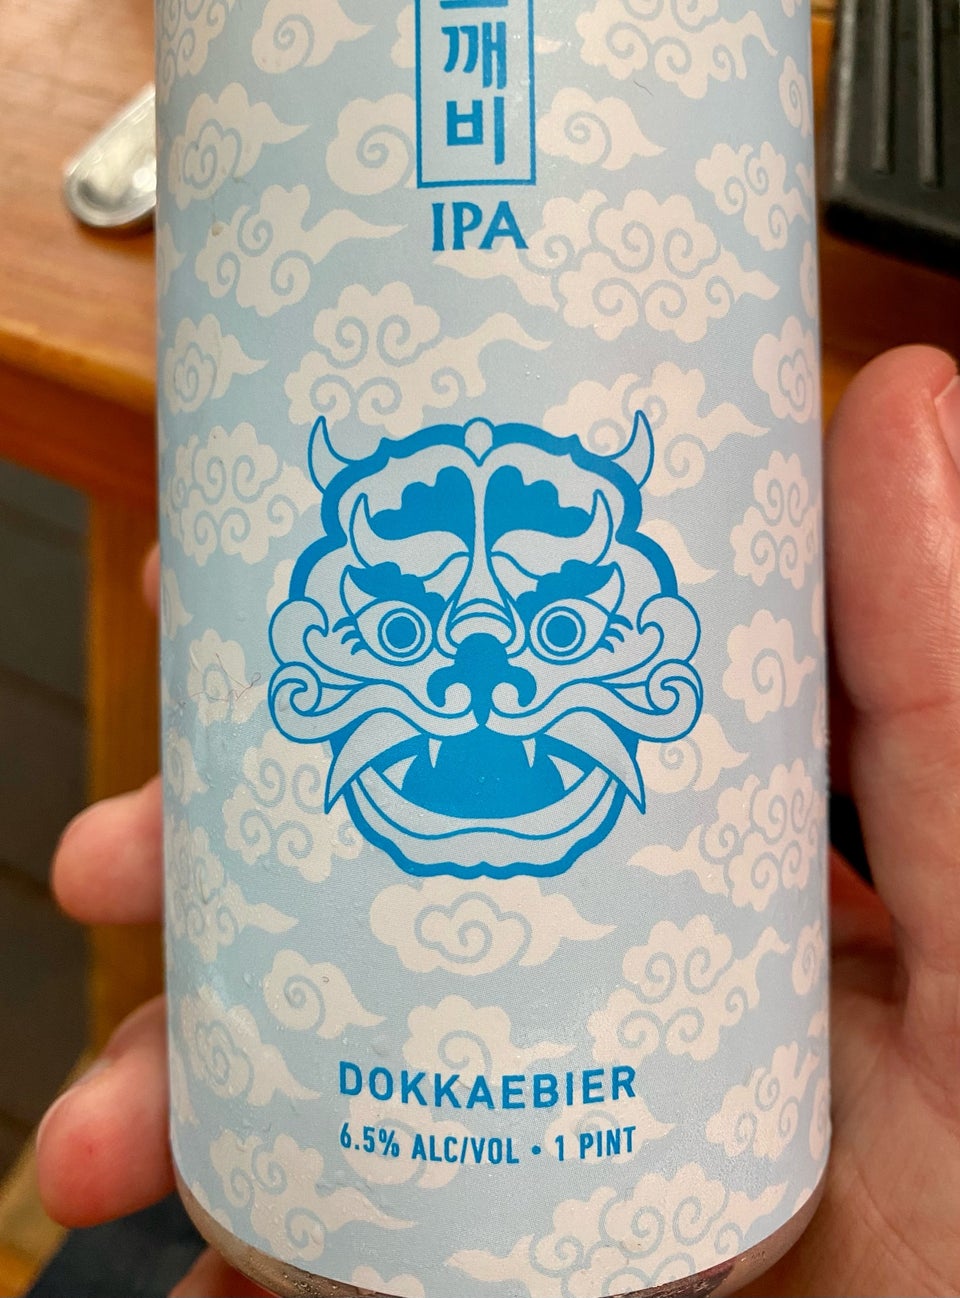 깨
비
IPA
DOKKAEBIER
6.5% ALC/VOL • 1 PINT